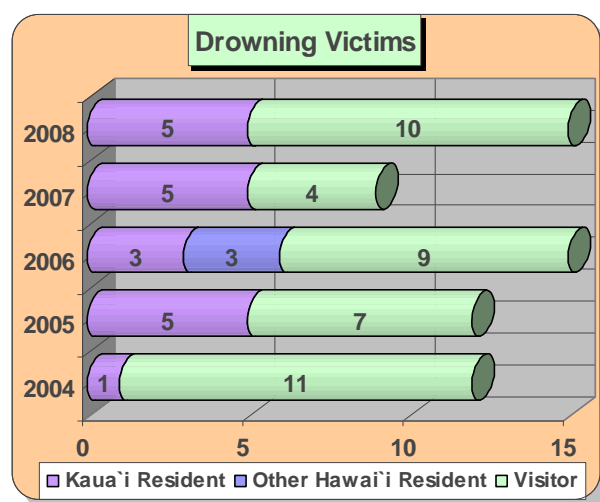 Drowning Victims
2008 5 10
2007 5 4
2006 3 3 9
2005 5 7
2004 1 11
0 5 10 15
Kaua`i Resident Other Hawai`i Resident Visitor